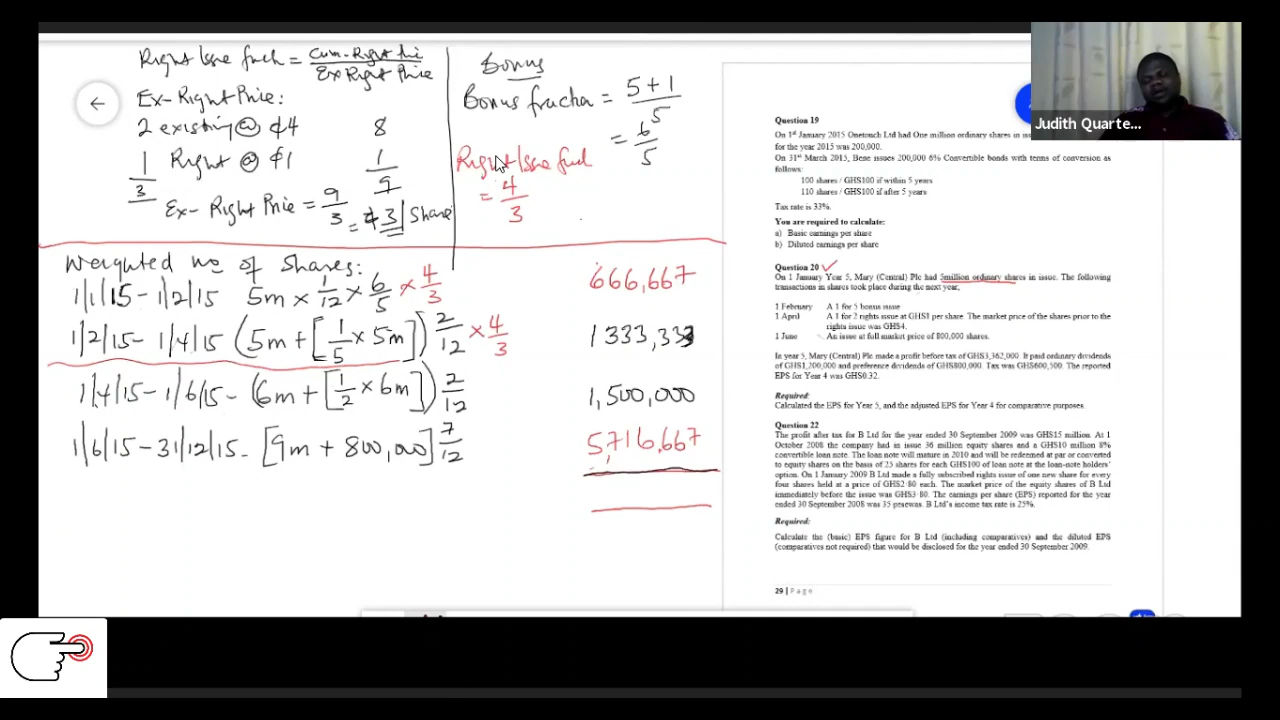 Right Issue fuch = Cum-Right Pric / Ex Right Price
Ex-Right Price:
2 existing @ ₵4 8
1 Right @ ₵1 1
3 9
Ex-Right Price = 9/3 = ₵3/Share
Bonus
Bonus fraction = 5+1/5
= 6/5
Right Issue fuch
= 4/3
Weighted no of Shares:
1/1/15-1/2/15 5m × 1/12 × 6/5 × 4/3 666,667
1/2/15-1/4/15 (5m + [1/5 × 5m]) 2/12 × 4/3 1 333,333
1/4/15-1/6/15- (6m + [1/2 × 6m]) 2/12 1,500,000
1/6/15-31/12/15- [9m + 800,00] 7/12 5,716,667
Judith Quarte...
Question 19
On 1st January 2015 Onetouch Ltd had One million ordinary shares in
for the year 2015 was 200,000.
On 31st March 2015, Bene issues 200,000 6% Convertible bonds with terms of conversion as
follows:
100 shares / GHS100 if within 5 years
110 shares / GHS100 if after 5 years
Tax rate is 33%.
You are required to calculate:
a) Basic earnings per share
b) Diluted earnings per share
Question 20
On 1 January Year 5, Mary (Central) Plc had 5million ordinary shares in issue. The following
transactions in shares took place during the next year,
1 February A 1 for 5 bonus issue
1 April A 1 for 2 rights issue at GHS1 per share. The market price of the shares prior to the
rights issue was GHS4.
1 June An issue at full market price of 800,000 shares.
In year 5, Mary (Central) Plc made a profit before tax of GHS3,362,000. It paid ordinary dividends
of GHS1,200,000 and preference dividends of GHS800,000. Tax was GHS600,500. The reported
EPS for Year 4 was GHS0.32.
Required:
Calculated the EPS for Year 5, and the adjusted EPS for Year 4 for comparative purposes.
Question 22
The profit after tax for B Ltd for the year ended 30 September 2009 was GHS15 million. At 1
October 2008 the company had in issue 36 million equity shares and a GHS10 million 8%
convertible loan note. The loan note will mature in 2010 and will be redeemed at par or converted
to equity shares on the basis of 25 shares for each GHS100 of loan note at the loan-note holders'
option. On 1 January 2009 B Ltd made a fully subscribed rights issue of one new share for every
four shares held at a price of GHS2·80 each. The market price of the equity shares of B Ltd
immediately before the issue was GHS3·80. The earnings per share (EPS) reported for the year
ended 30 September 2008 was 35 pesewas. B Ltd's income tax rate is 25%.
Required:
Calculate the (basic) EPS figure for B Ltd (including comparatives) and the diluted EPS
(comparatives not required) that would be disclosed for the year ended 30 September 2009.
29 | Page